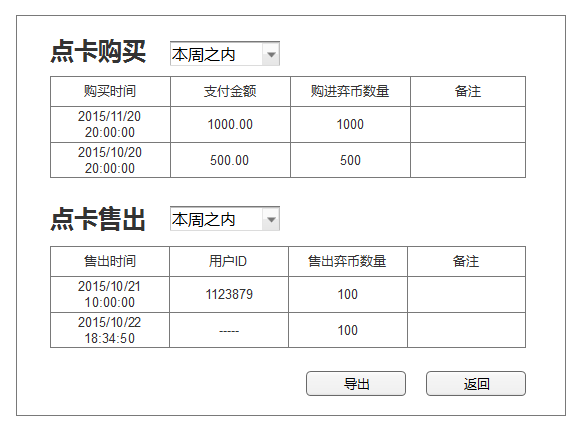 点卡购买 本周之内
购买时间 支付金额 购进弈币数量 备注
2015/11/20
20:00:00 1000.00 1000
2015/10/20
20:00:00 500.00 500
点卡售出 本周之内
售出时间 用户ID 售出弈币数量 备注
2015/10/21
10:00:00 1123879 100
2015/10/22
18:34:50 ----- 100
导出 返回